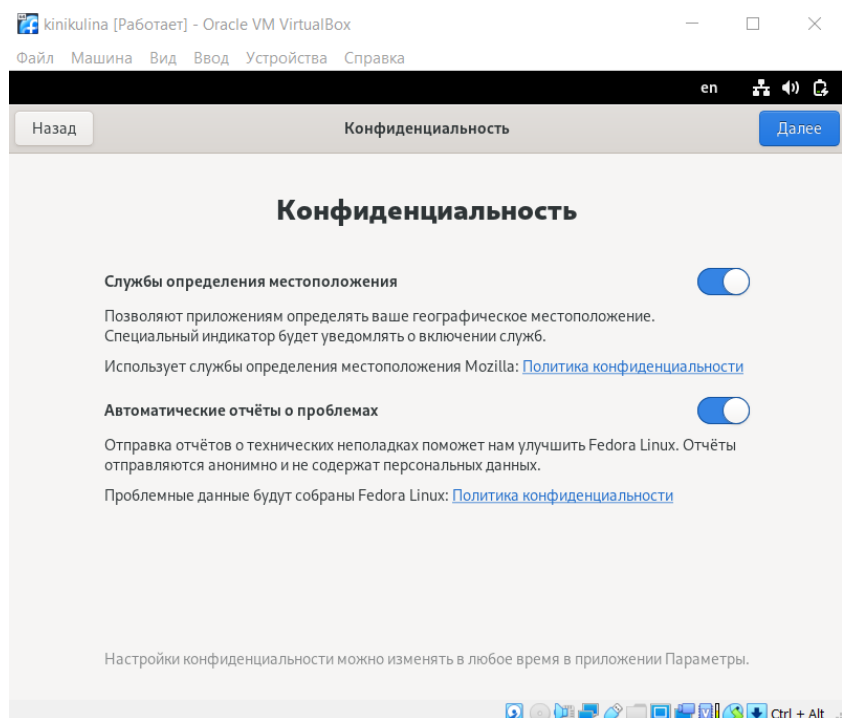 kinikulina [Работает] - Oracle VM VirtualBox
Файл Машина Вид Ввод Устройства Справка
en
Назад Конфиденциальность Далее
Конфиденциальность
Службы определения местоположения
Позволяют приложениям определять ваше географическое местоположение.
Специальный индикатор будет уведомлять о включении служб.
Использует службы определения местоположения Mozilla: Политика конфиденциальности
Автоматические отчёты о проблемах
Отправка отчётов о технических неполадках поможет нам улучшить Fedora Linux. Отчёты
отправляются анонимно и не содержат персональных данных.
Проблемные данные будут собраны Fedora Linux: Политика конфиденциальности
Настройки конфиденциальности можно изменять в любое время в приложении Параметры.
Ctrl + Alt